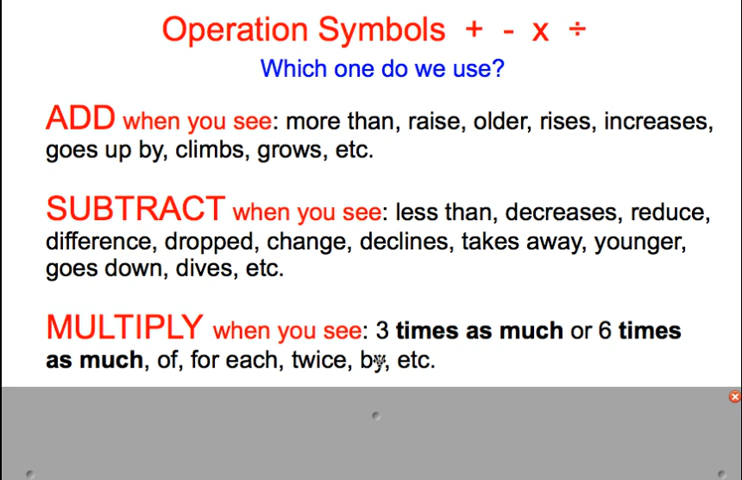 Operation Symbols + - x ÷
Which one do we use?
ADD when you see: more than, raise, older, rises, increases,
goes up by, climbs, grows, etc.
SUBTRACT when you see: less than, decreases, reduce,
difference, dropped, change, declines, takes away, younger,
goes down, dives, etc.
MULTIPLY when you see: 3 times as much or 6 times
as much, of, for each, twice, by, etc.